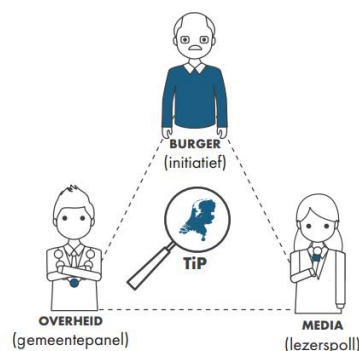 BURGER
(initiatief)
TiP
OVERHEID
(gemeentepanel)
MEDIA
(lezerspoll)